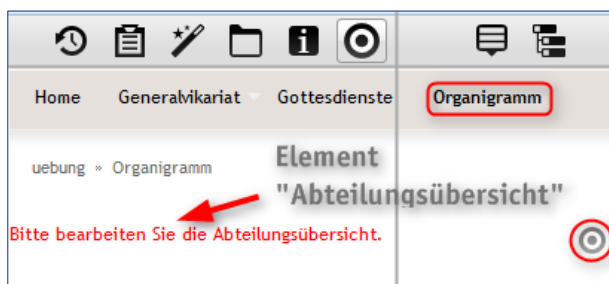 Home Generalvikariat Gottesdienste Organigramm
uebung » Organigramm
Element
"Abteilungsübersicht"
Bitte bearbeiten Sie die Abteilungsübersicht.